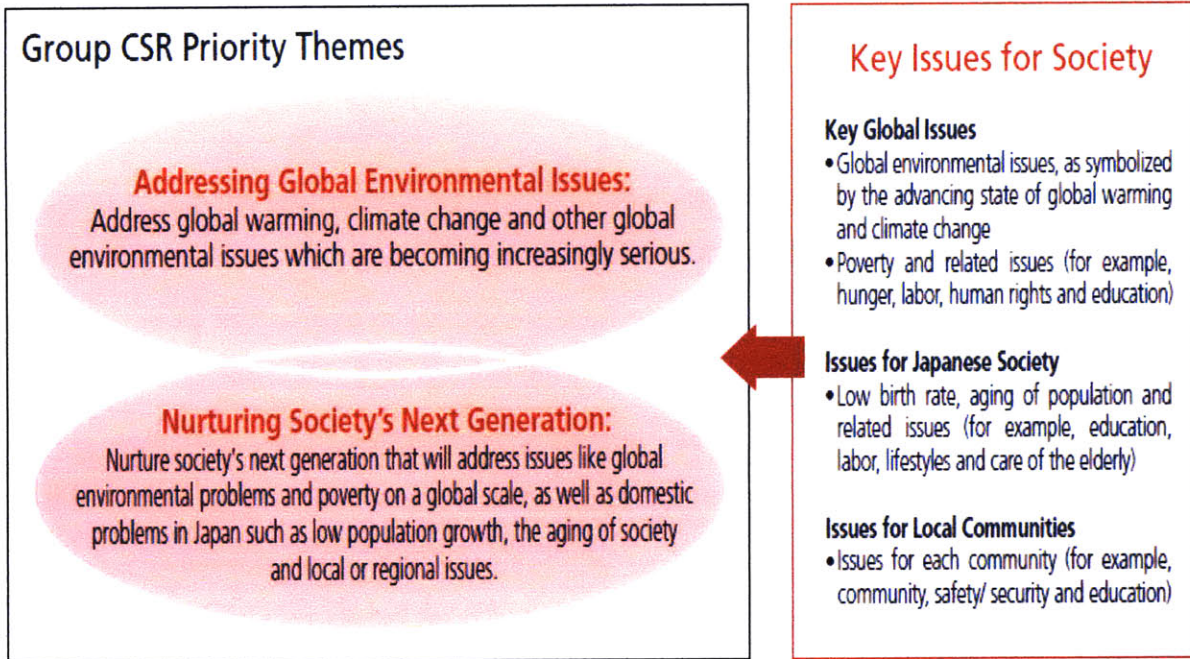 Group CSR Priority Themes
Addressing Global Environmental Issues:
Address global warming, climate change and other global
environmental issues which are becoming increasingly serious.
Nurturing Society's Next Generation:
Nurture society's next generation that will address issues like global
environmental problems and poverty on a global scale, as well as domestic
problems in Japan such as low population growth, the aging of society
and local or regional issues.
Key Issues for Society
Key Global Issues
•Global environmental issues, as symbolized
by the advancing state of global warming
and climate change
•Poverty and related issues (for example,
hunger, labor, human rights and education)
Issues for Japanese Society
•Low birth rate, aging of population and
related issues (for example, education,
labor, lifestyles and care of the elderly)
Issues for Local Communities
•Issues for each community (for example,
community, safety/ security and education)